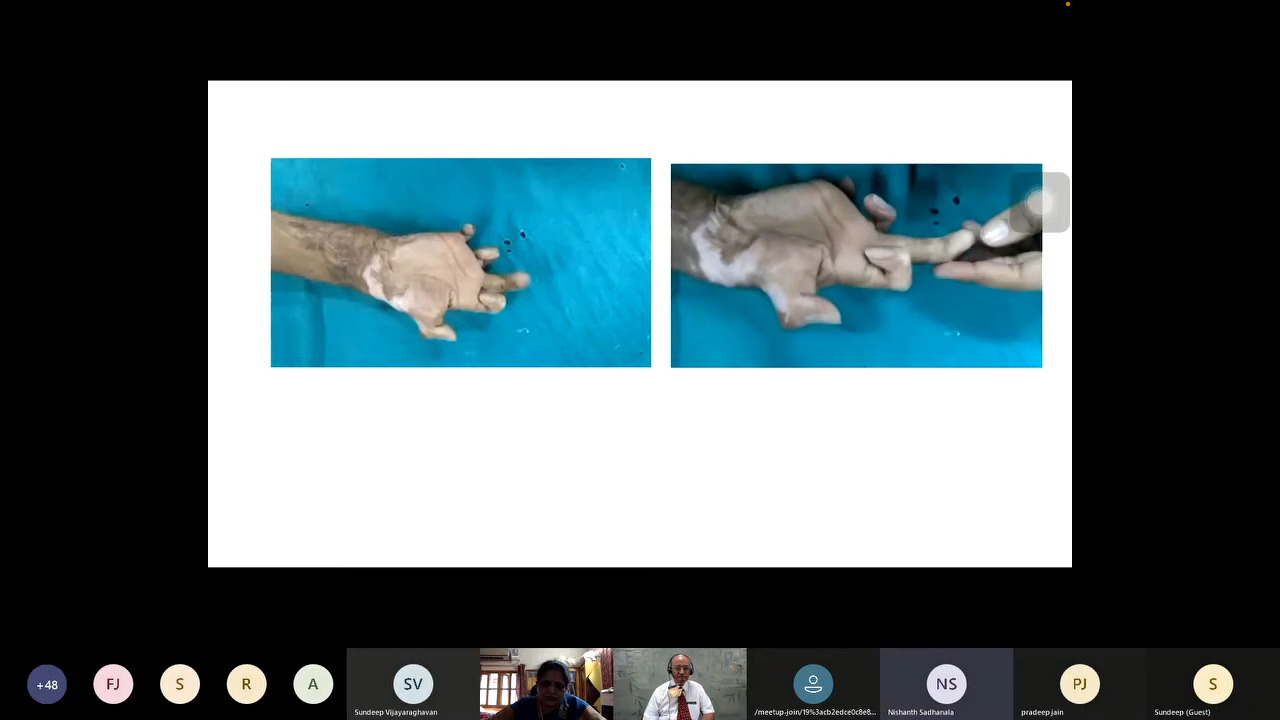 +48
FJ
S
R
A
SV
Sundeep Vijayaraghavan
/meetup-join/19%3acb2edce0c8e8...
NS
Nishanth Sadhanala
PJ
pradeep jain
S
Sundeep (Guest)